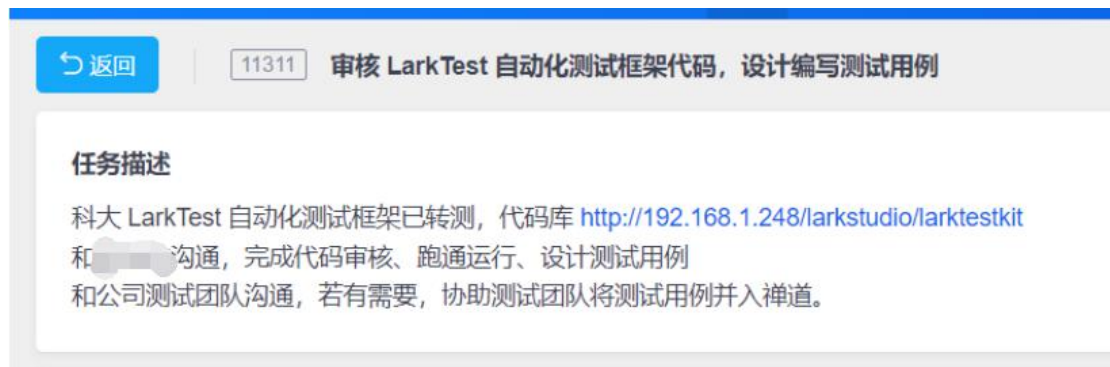 返回
11311 审核 LarkTest 自动化测试框架代码，设计编写测试用例
任务描述
科大 LarkTest 自动化测试框架已转测，代码库 http://192.168.1.248/larkstudio/larktestkit
和 沟通，完成代码审核、跑通运行、设计测试用例
和公司测试团队沟通，若有需要，协助测试团队将测试用例并入禅道。